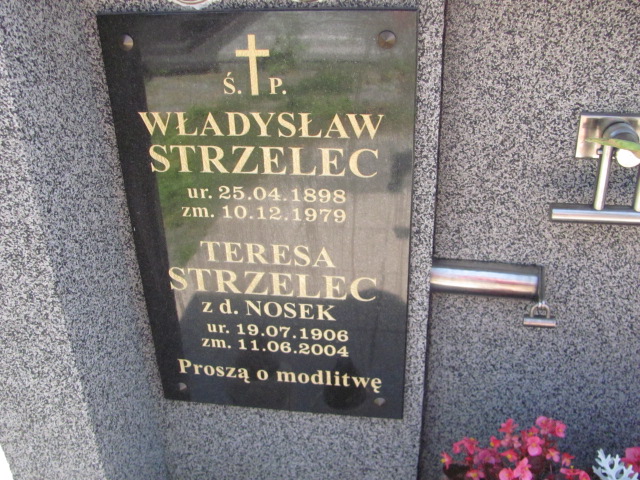 Ś. P.
WŁADYSŁAW
STRZELEC
ur. 25.04.1898
zm. 10.12.1979
TERESA
STRZELEC
z d. NOSEK
ur. 19.07.1906
zm. 11.06.2004
Proszą o modlitwę